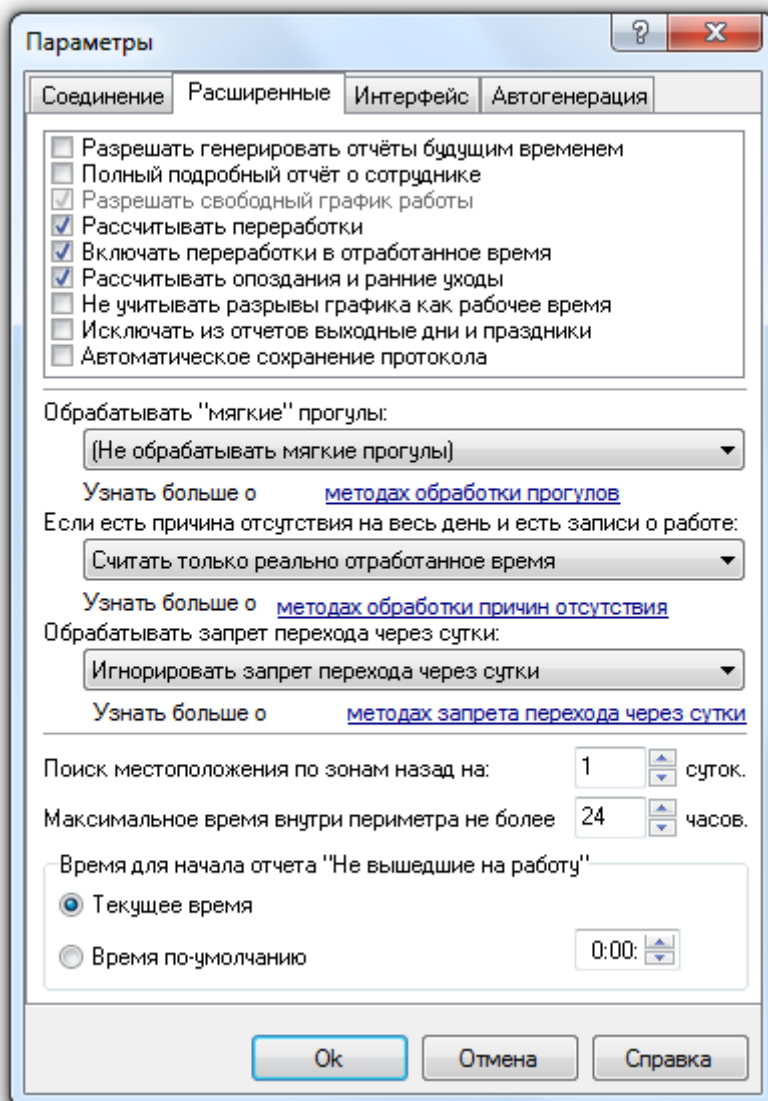 Параметры
Соединение Расширенные Интерфейс Автогенерация
Разрешать генерировать отчёты будущим временем
Полный подробный отчёт о сотруднике
Разрешать свободный график работы
Рассчитывать переработки
Включать переработки в отработанное время
Рассчитывать опоздания и ранние уходы
Не учитывать разрывы графика как рабочее время
Исключать из отчетов выходные дни и праздники
Автоматическое сохранение протокола
Обрабатывать "мягкие" прогулы:
(Не обрабатывать мягкие прогулы)
Узнать больше о методах обработки прогулов
Если есть причина отсутствия на весь день и есть записи о работе:
Считать только реально отработанное время
Узнать больше о методах обработки причин отсутствия
Обрабатывать запрет перехода через сутки:
Игнорировать запрет перехода через сутки
Узнать больше о методах запрета перехода через сутки
Поиск местоположения по зонам назад на: 1 суток.
Максимальное время внутри периметра не более 24 часов.
Время для начала отчета "Не вышедшие на работу"
Текущее время
Время по-умолчанию 0:00:
Ok Отмена Справка